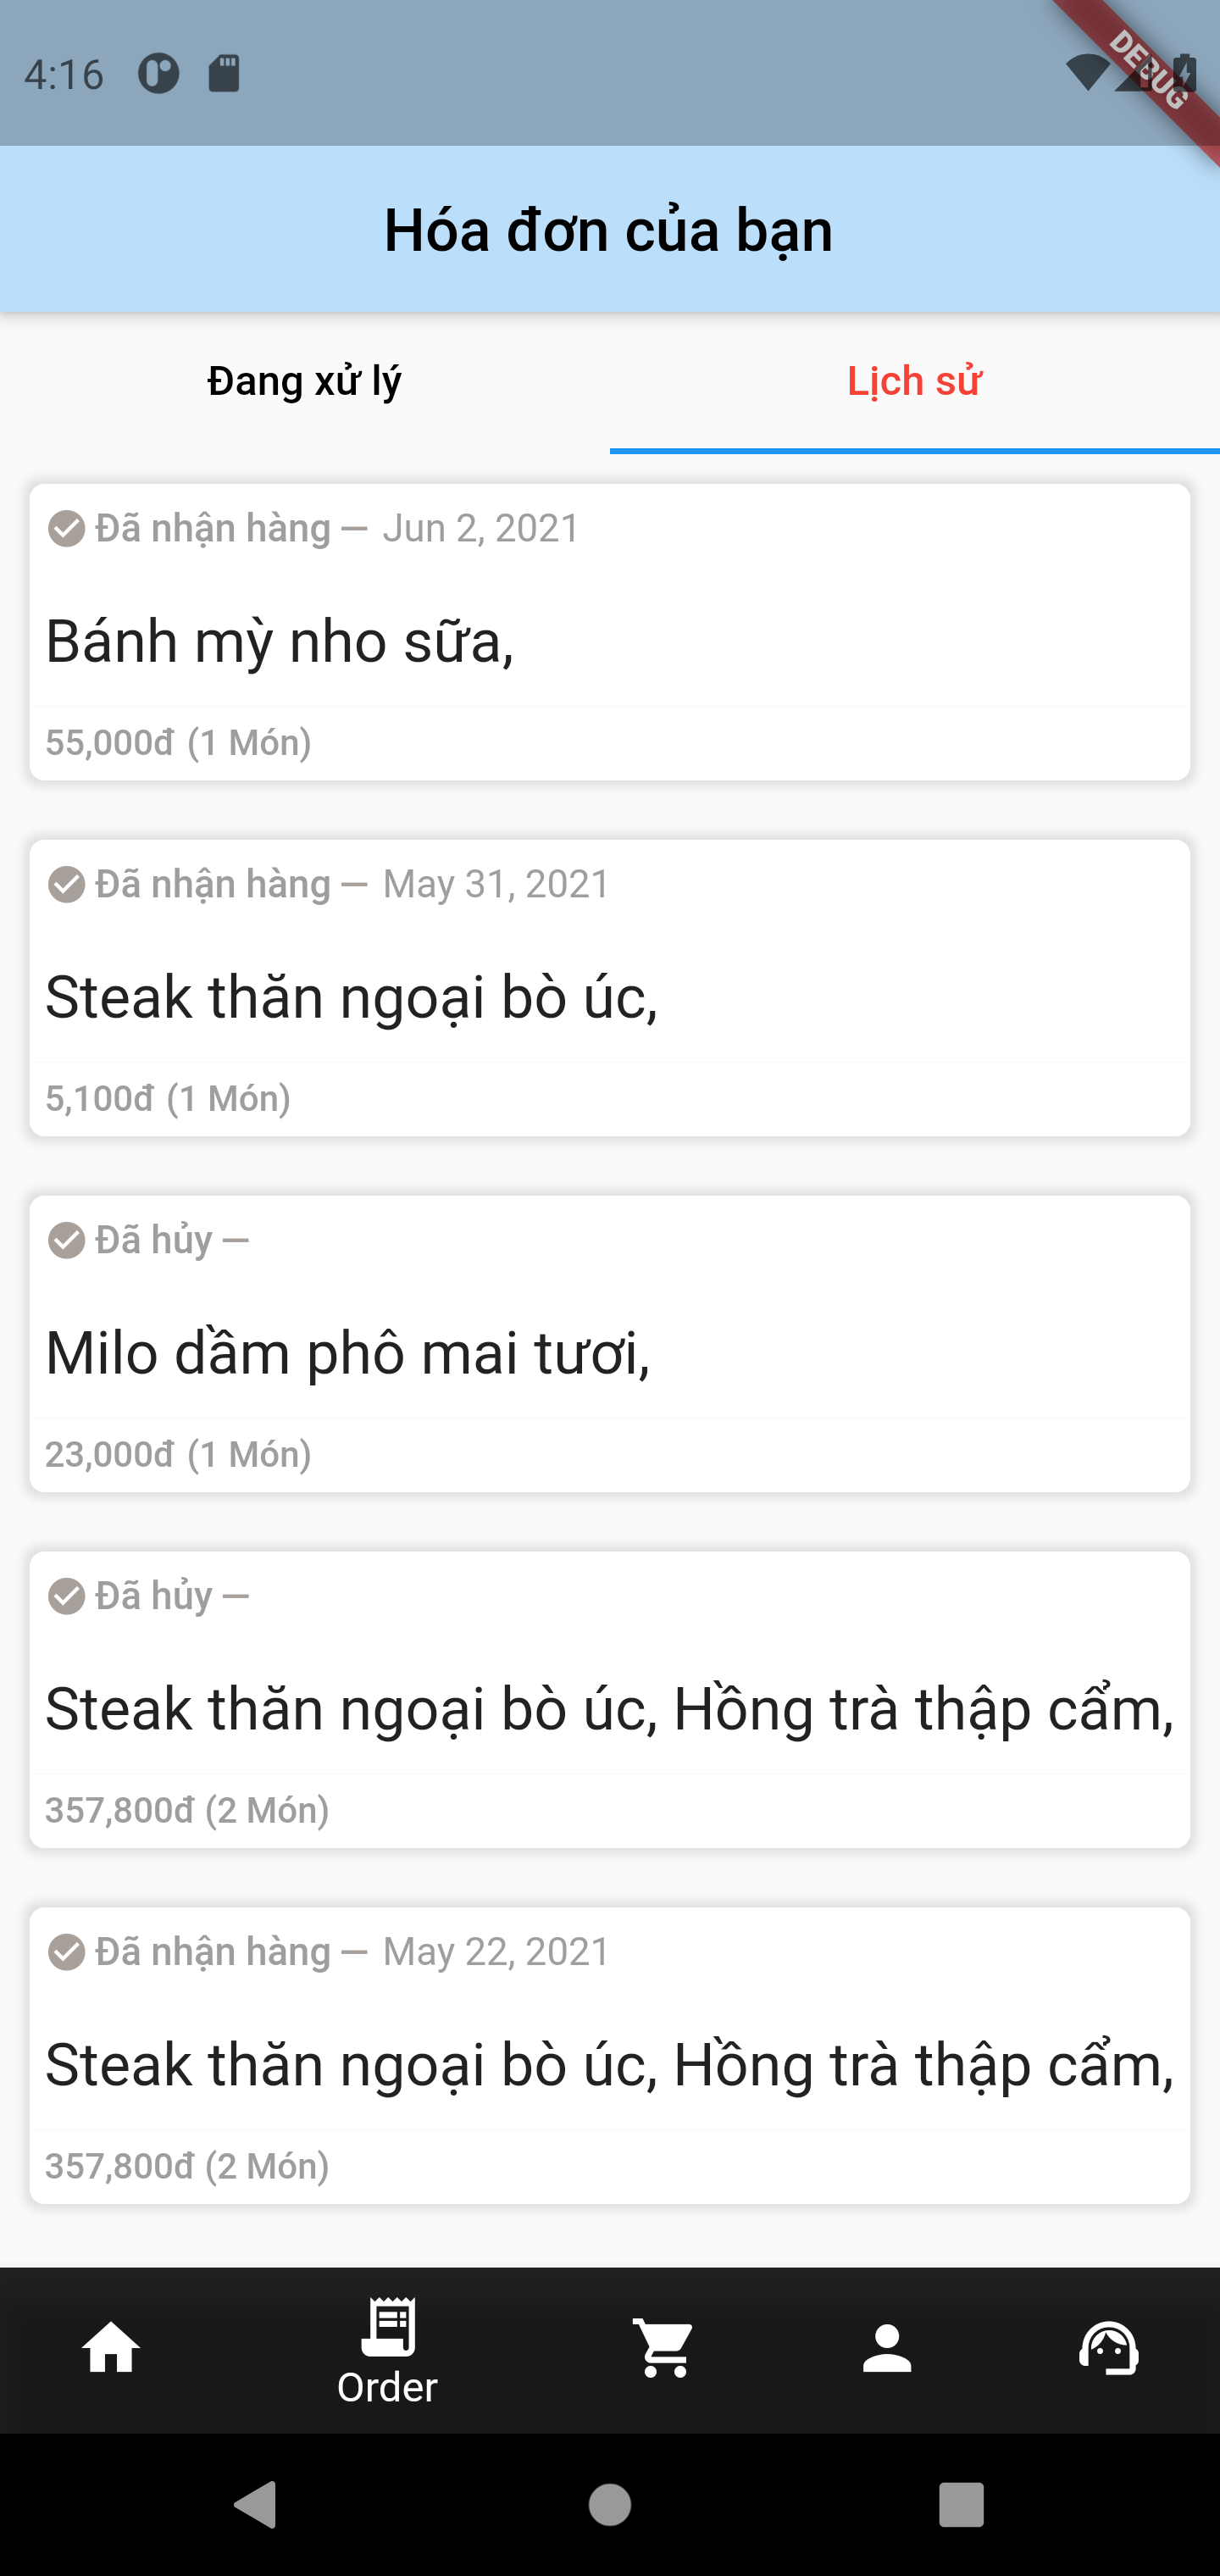 4:16
DEBUG
Hóa đơn của bạn
Đang xử lý
Lịch sử
Đã nhận hàng — Jun 2, 2021
Bánh mỳ nho sữa,
55,000đ (1 Món)
Đã nhận hàng — May 31, 2021
Steak thăn ngoại bò úc,
5,100đ (1 Món)
Đã hủy —
Milo dầm phô mai tươi,
23,000đ (1 Món)
Đã hủy —
Steak thăn ngoại bò úc, Hồng trà thập cẩm,
357,800đ (2 Món)
Đã nhận hàng — May 22, 2021
Steak thăn ngoại bò úc, Hồng trà thập cẩm,
357,800đ (2 Món)
Order